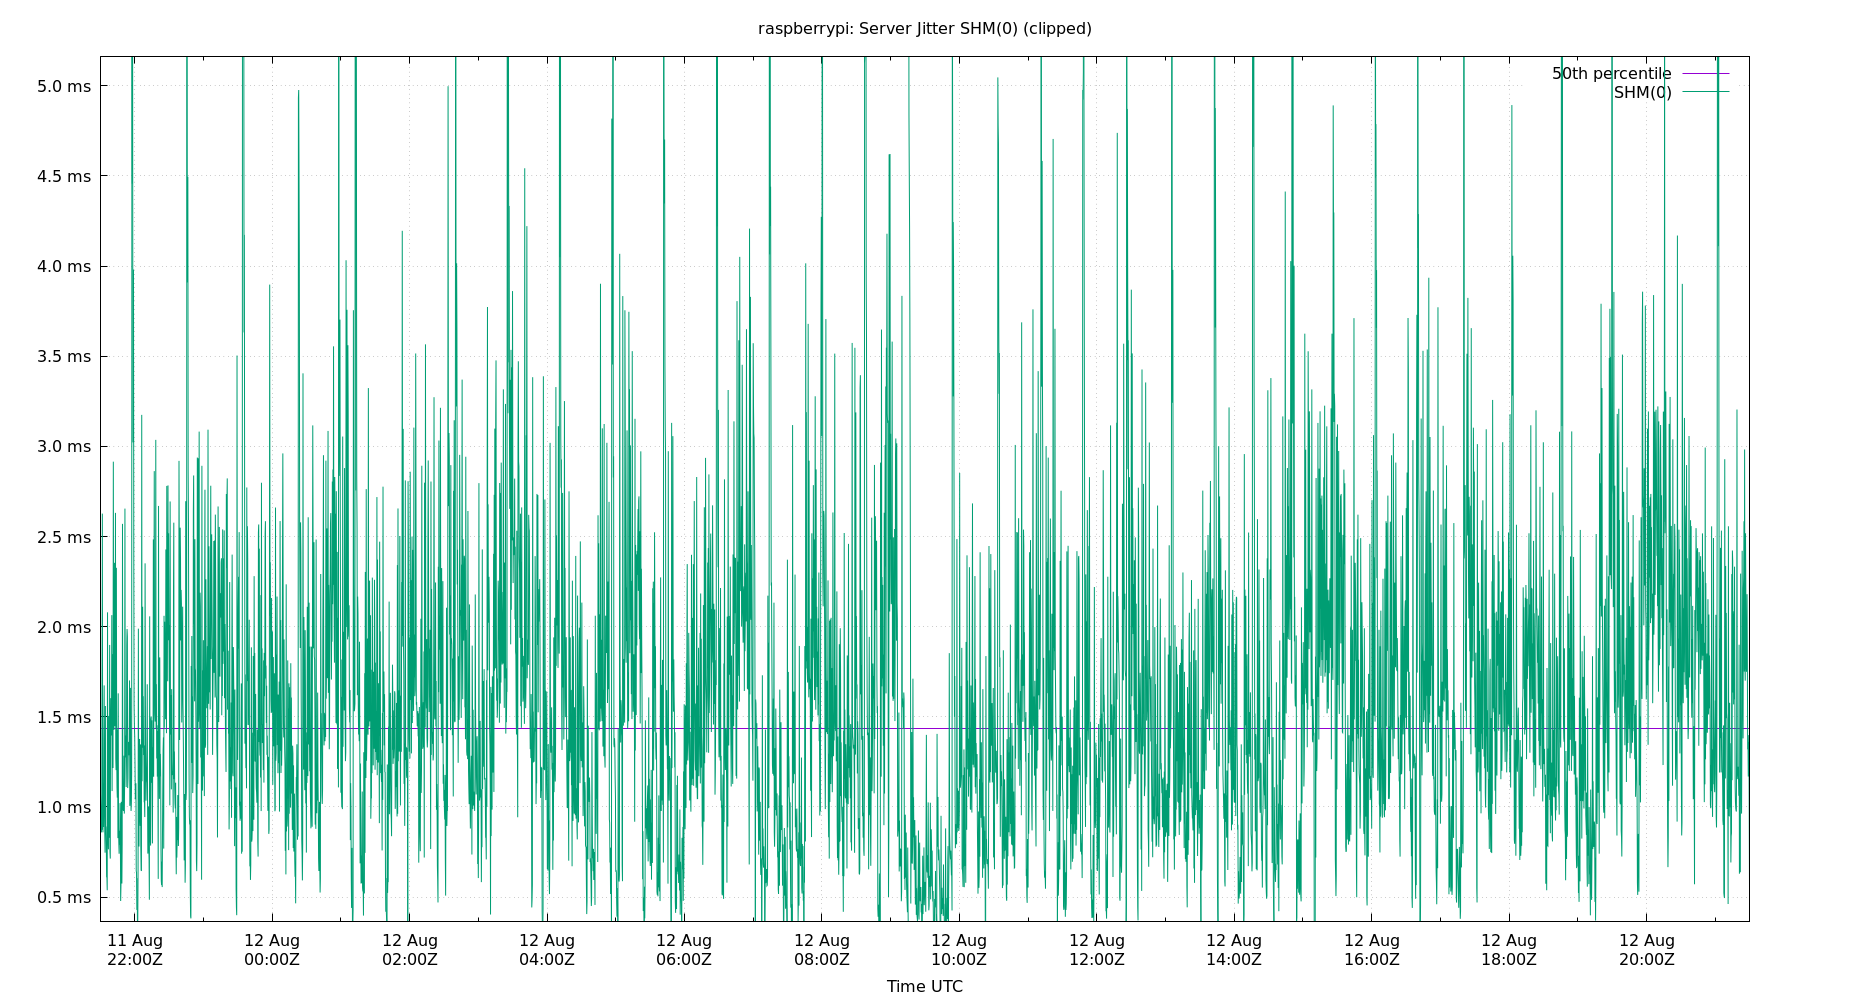 raspberrypi: Server Jitter SHM(0) (clipped)
50th percentile
SHM(0)
5.0 ms
4.5 ms
4.0 ms
3.5 ms
3.0 ms
2.5 ms
2.0 ms
1.5 ms
1.0 ms
0.5 ms
11 Aug 12 Aug 12 Aug 12 Aug 12 Aug 12 Aug 12 Aug 12 Aug 12 Aug 12 Aug 12 Aug 12 Aug
22:00Z 00:00Z 02:00Z 04:00Z 06:00Z 08:00Z 10:00Z 12:00Z 14:00Z 16:00Z 18:00Z 20:00Z
Time UTC